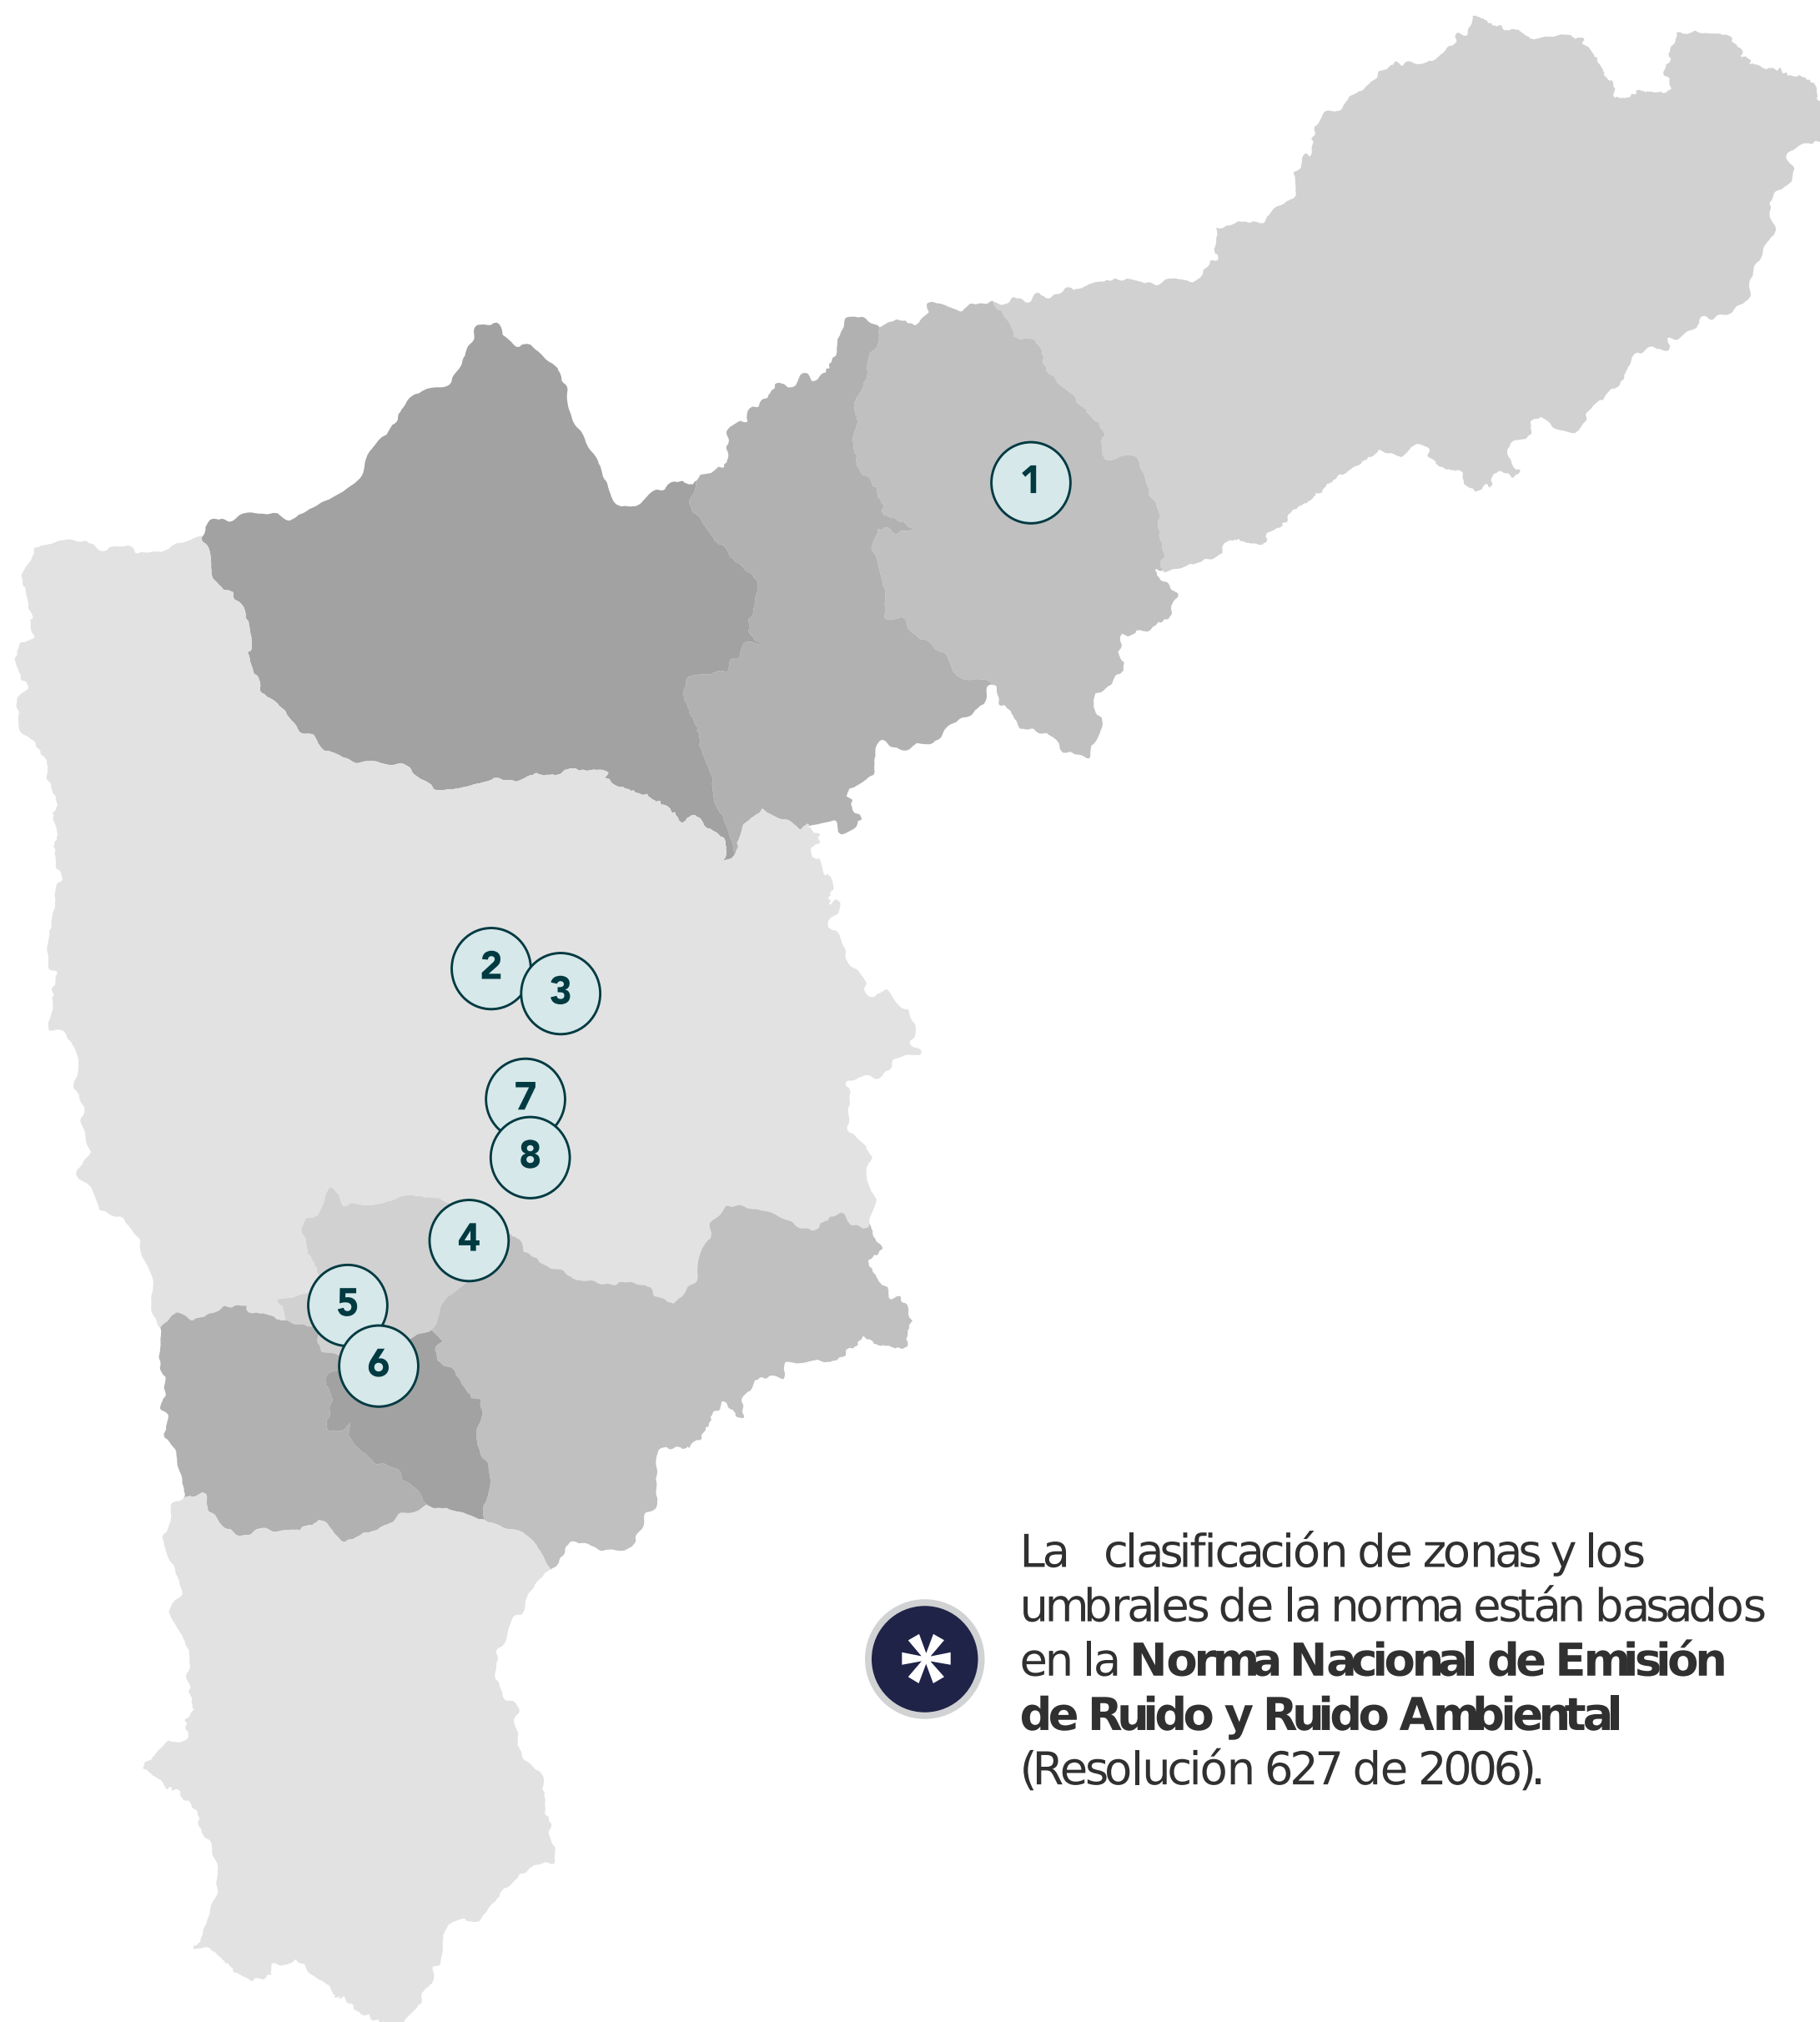 1
2
3
7
8
4
5
6
La clasificación de zonas y los
umbrales de la norma están basados
en la Norma Nacional de Emisión
de Ruido y Ruido Ambiental
(Resolución 627 de 2006).